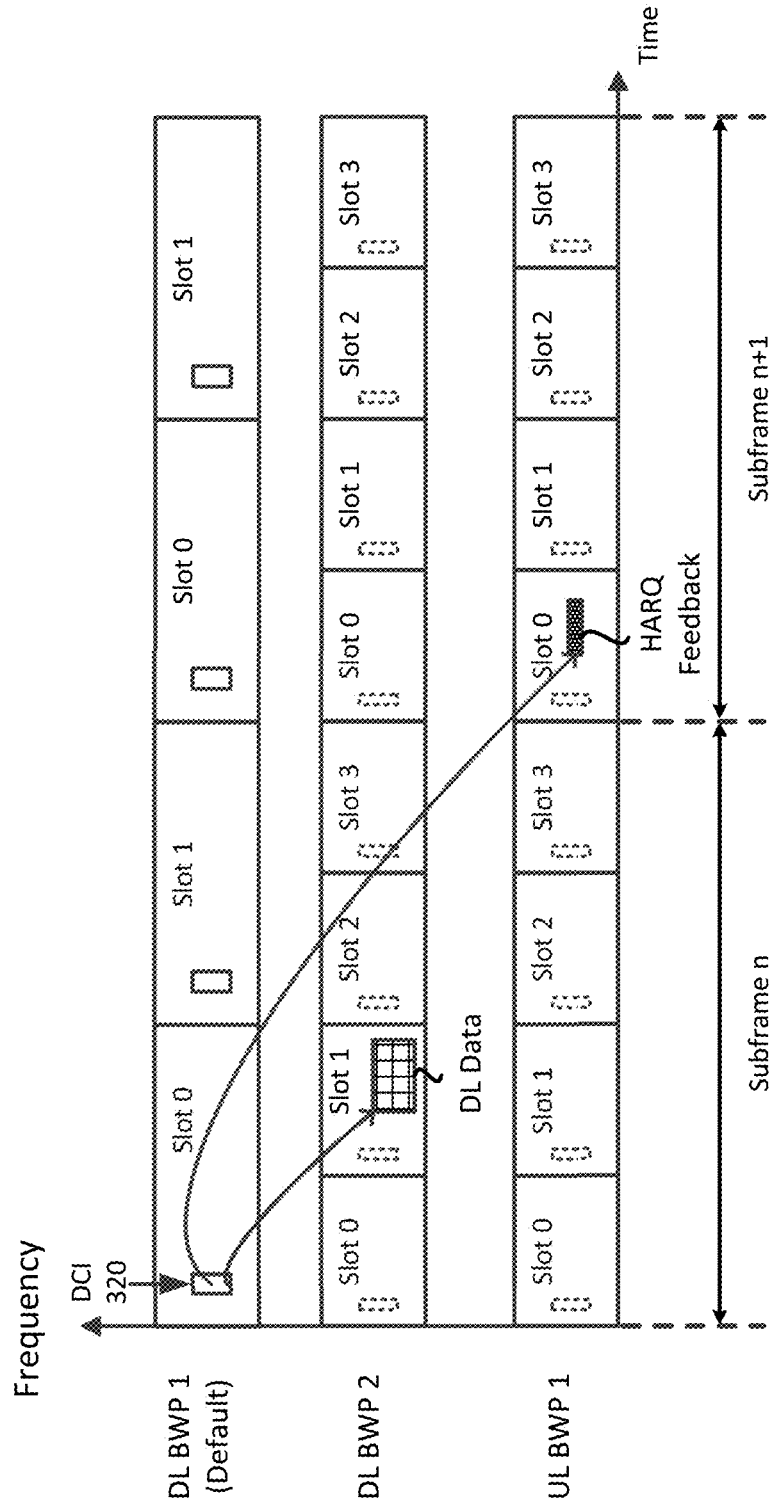 Frequency
DCI
320
DL BWP 1
(Default)
Slot 0
Slot 1
Slot 0
Slot 1
DL BWP 2
Slot 0
Slot 1
Slot 2
Slot 3
Slot 0
Slot 1
Slot 2
Slot 3
DL Data
UL BWP 1
Slot 0
Slot 1
Slot 2
Slot 3
Slot 0
Slot 1
Slot 2
Slot 3
HARQ
Feedback
Time
Subframe n
Subframe n+1